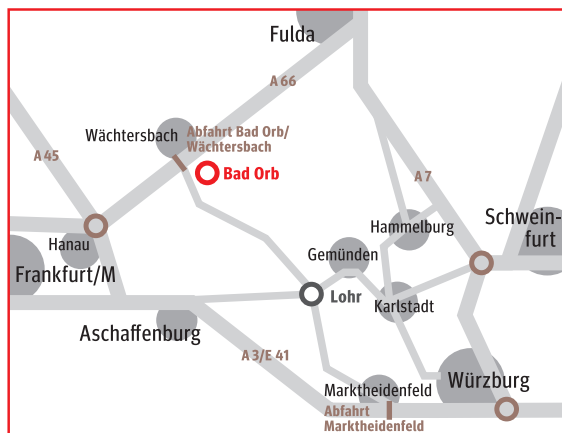 Fulda
A 66
Wächtersbach
Abfahrt Bad Orb/
Wächtersbach
A 45
Bad Orb
A 7
Hanau
Frankfurt/M
Hammelburg
Schwein-
furt
Gemünden
Lohr
Karlstadt
Aschaffenburg
A 3/E 41
Marktheidenfeld
Würzburg
Abfahrt
Marktheidenfeld